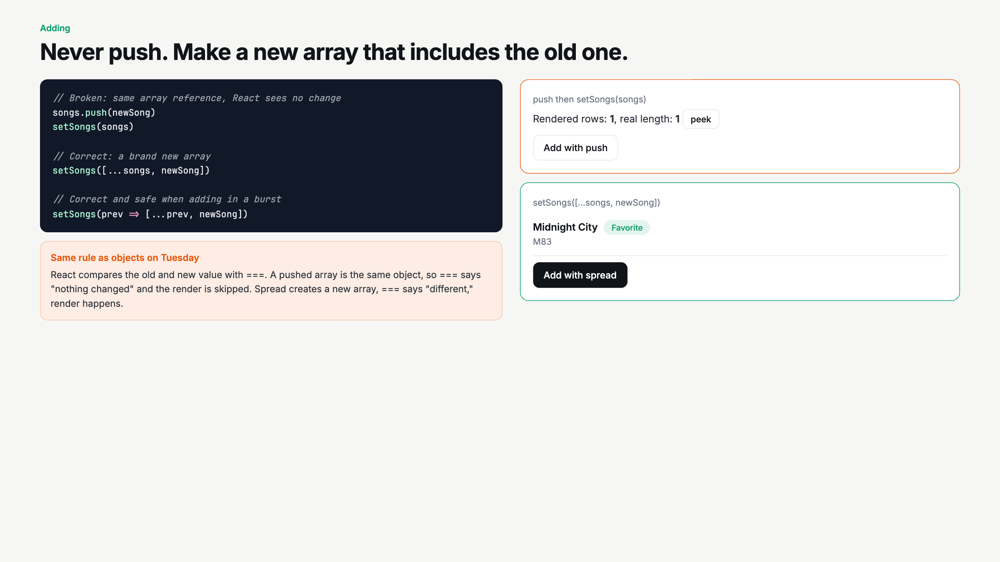 Adding
Never push. Make a new array that includes the old one.
// Broken: same array reference, React sees no change
songs.push(newSong)
setSongs(songs)
// Correct: a brand new array
setSongs([...songs, newSong])
// Correct and safe when adding in a burst
setSongs(prev => [...prev, newSong])
Same rule as objects on Tuesday
React compares the old and new value with ===. A pushed array is the same object, so === says
"nothing changed" and the render is skipped. Spread creates a new array, === says "different,"
render happens.
push then setSongs(songs)
Rendered rows: 1, real length: 1 peek
Add with push
setSongs([...songs, newSong])
Midnight City Favorite
M83
Add with spread